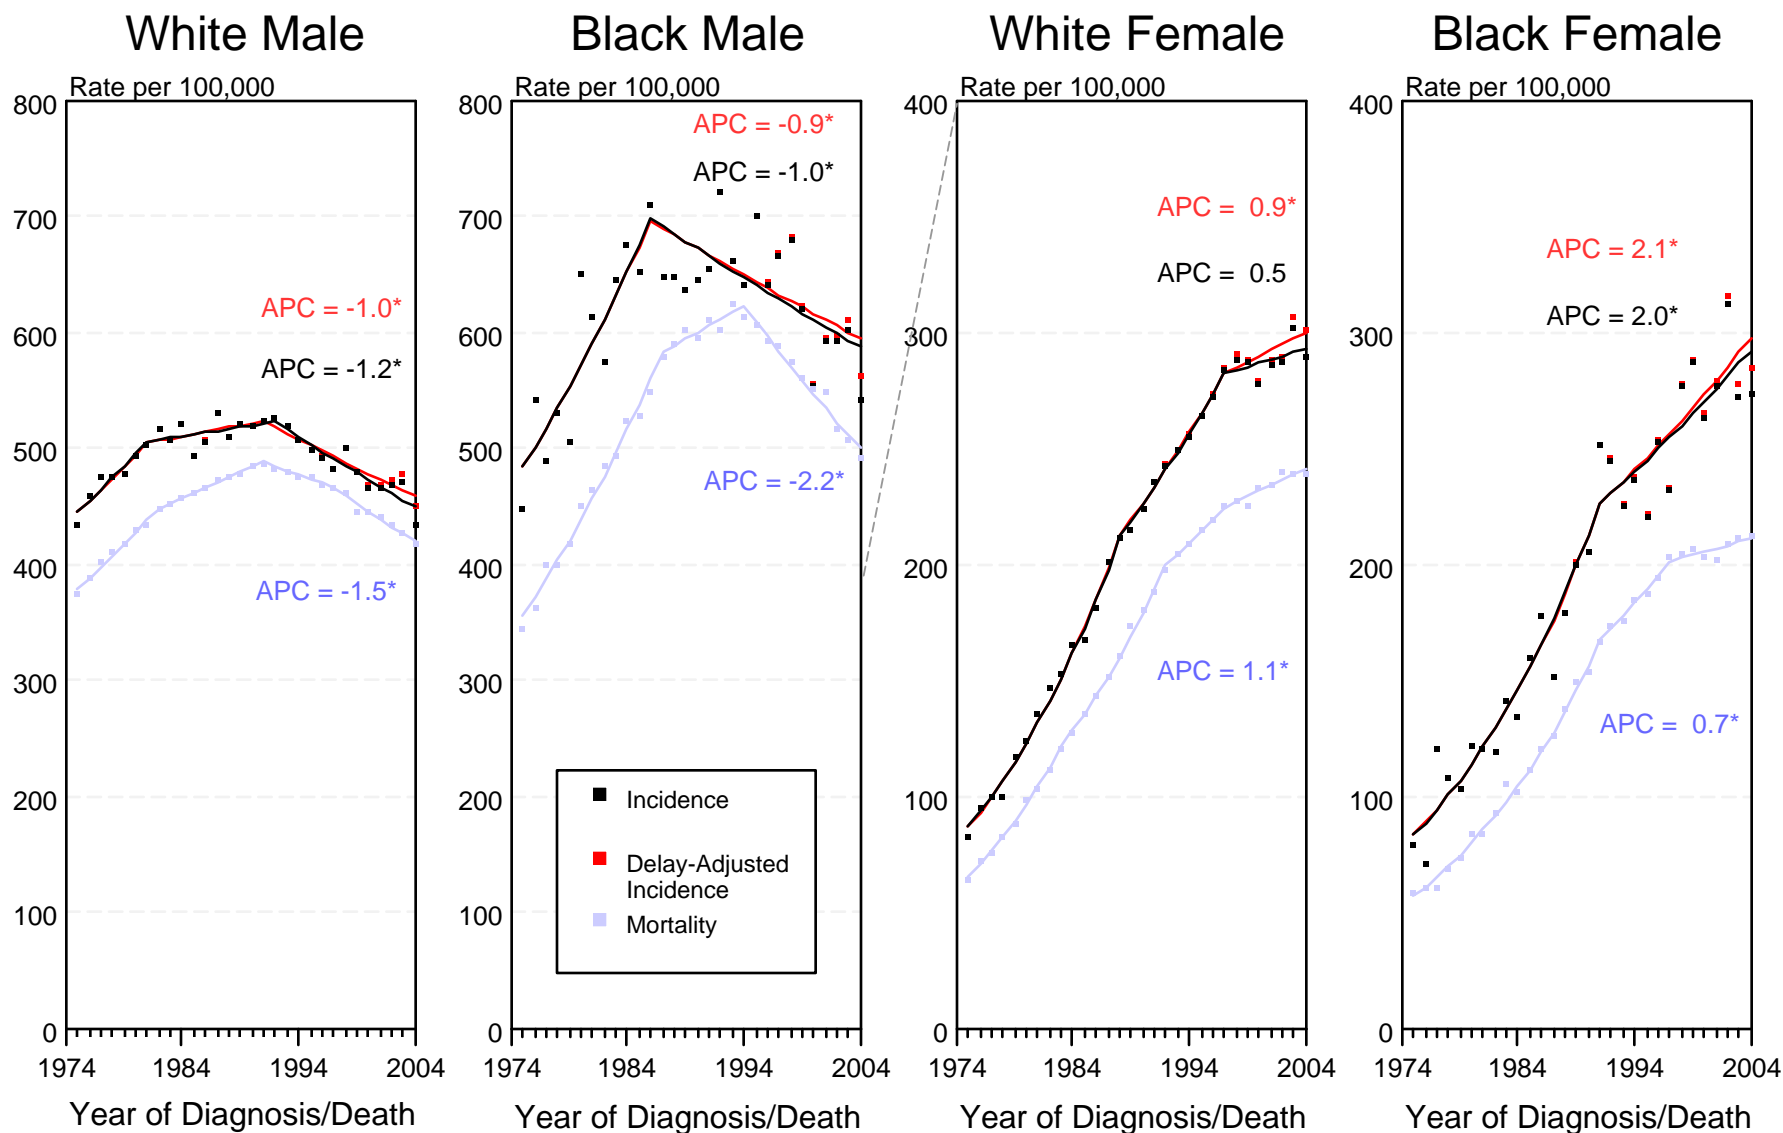 White Male
Black Male
White Female
Black Female
Rate per 100,000
Rate per 100,000
Rate per 100,000
Rate per 100,000
800
700
600
500
400
300
200
100
0
APC = -1.0*
APC = -1.2*
APC = -1.5*
1974
1984
1994
2004
Year of Diagnosis/Death
800
700
600
500
400
300
200
100
0
APC = -0.9*
APC = -1.0*
APC = -2.2*
Incidence
Delay-Adjusted
Incidence
Mortality
1974
1984
1994
2004
Year of Diagnosis/Death
400
300
200
100
0
APC = 0.9*
APC = 0.5
APC = 1.1*
1974
1984
1994
2004
Year of Diagnosis/Death
400
300
200
100
0
APC = 2.1*
APC = 2.0*
APC = 0.7*
1974
1984
1994
2004
Year of Diagnosis/Death